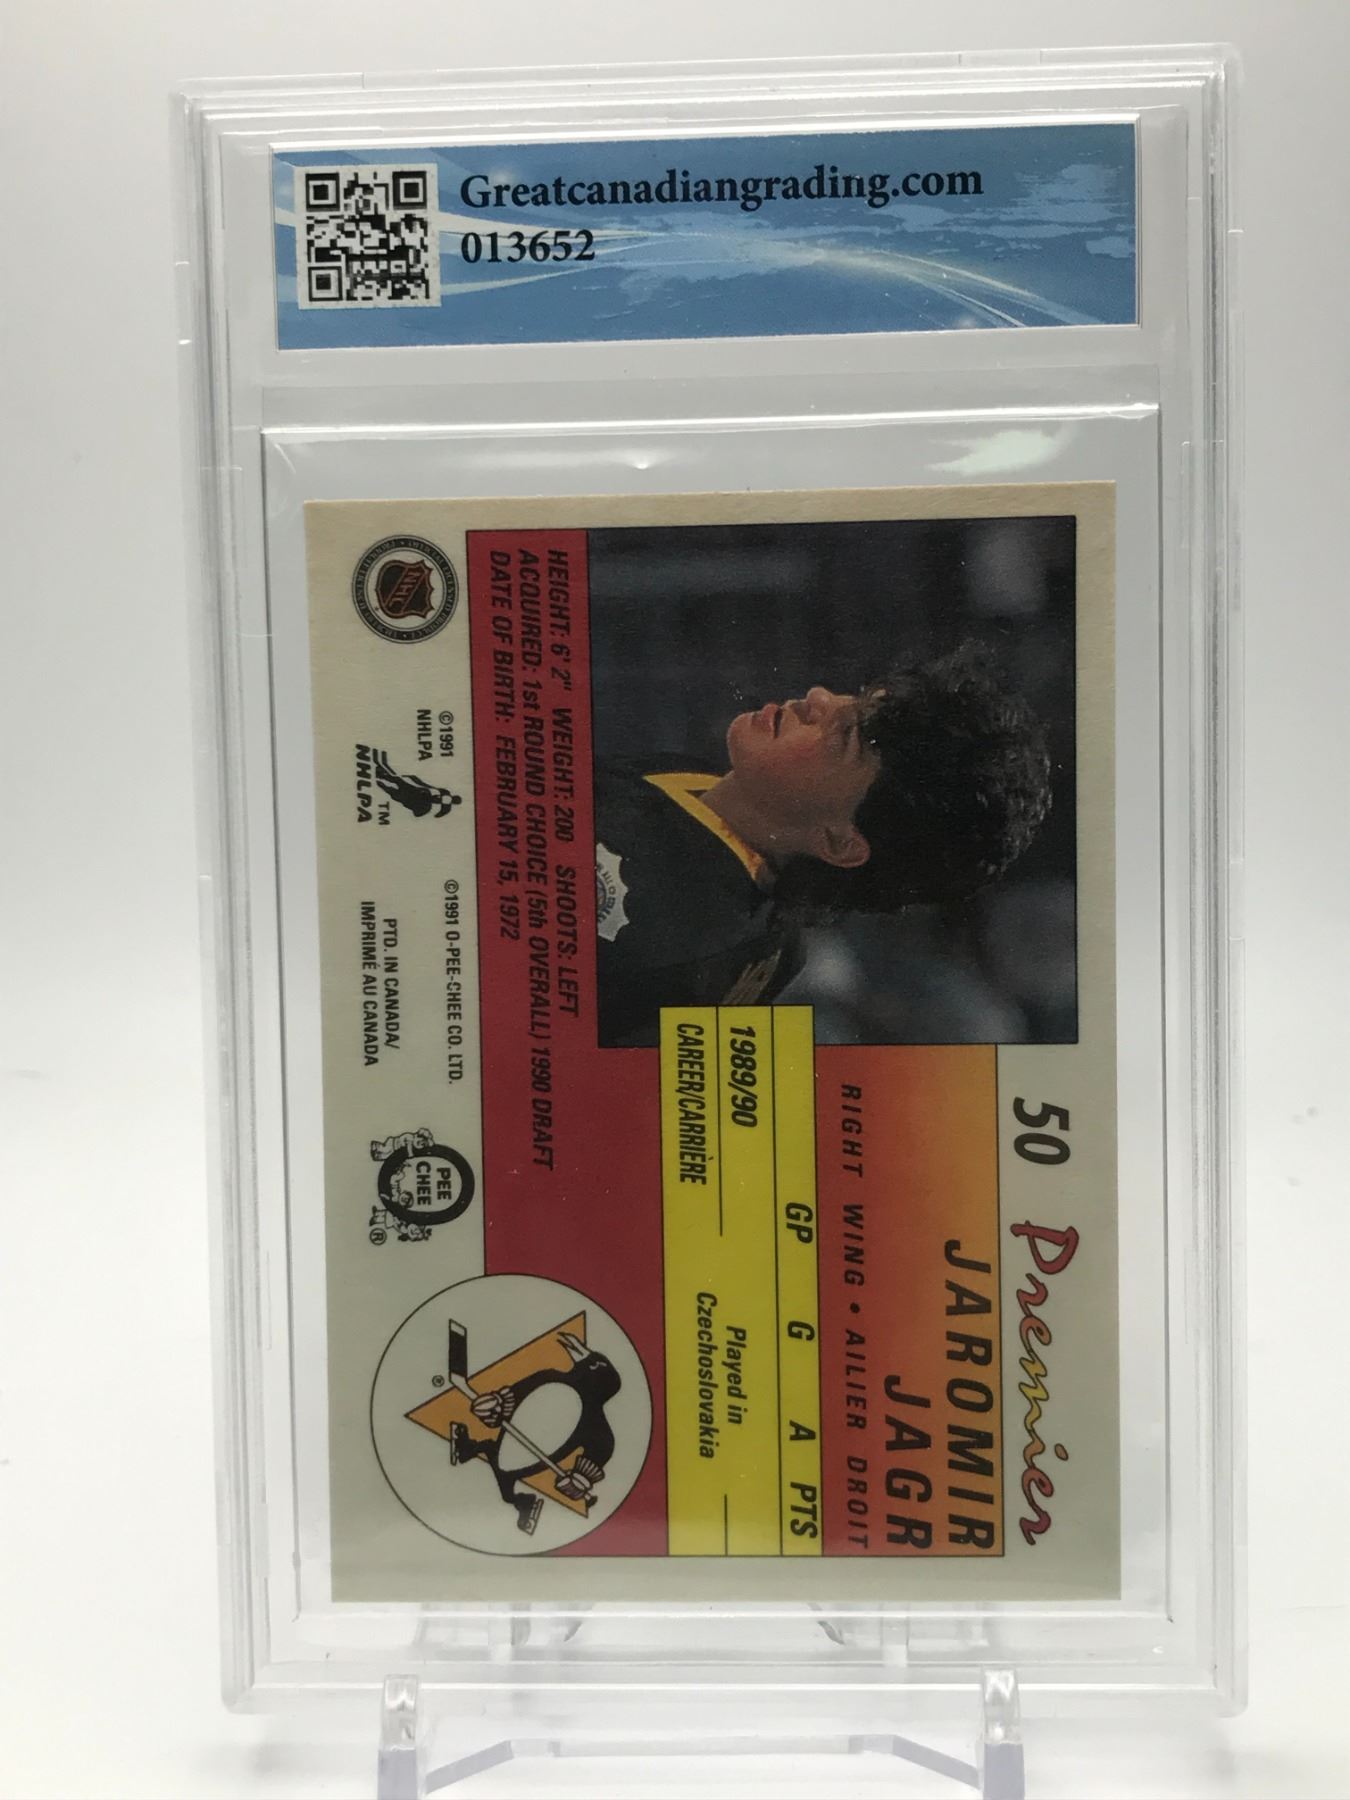 Greatcanadiangrading.com
013652
50 Premier
JAROMIR
JAGR
RIGHT WING • AILIER DROIT
GP G A PTS
1989/90 Played in
CAREER/CARRIÈRE Czechoslovakia
HEIGHT: 6' 2" WEIGHT: 200 SHOOTS: LEFT
ACQUIRED: 1st ROUND CHOICE (5th OVERALL) 1990 DRAFT
DATE OF BIRTH: FEBRUARY 15, 1972
NHL
©1991
NHLPA
TM
NHLPA
©1991 O-PEE-CHEE CO. LTD.
PTD. IN CANADA/
IMPRIMÉ AU CANADA
O
PEE
CHEE
®
®